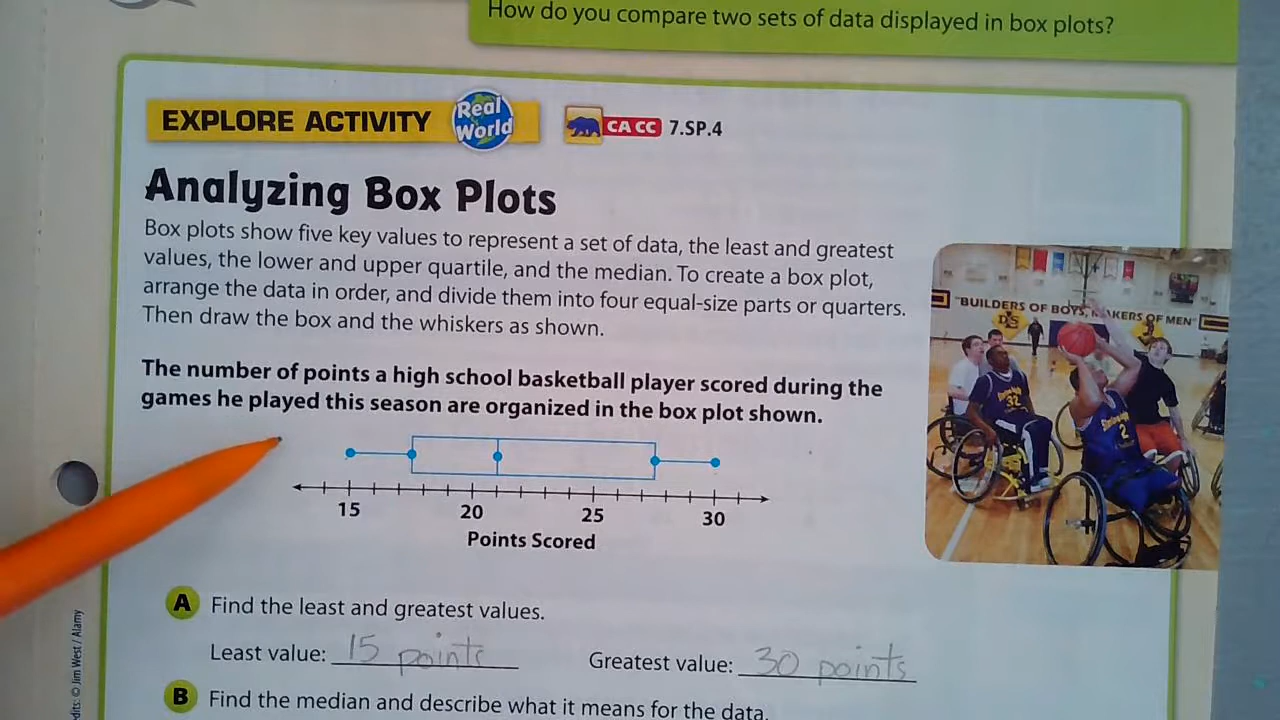 How do you compare two sets of data displayed in box plots?
EXPLORE ACTIVITY
Real
World
CA CC 7.SP.4
Analyzing Box Plots
Box plots show five key values to represent a set of data, the least and greatest
values, the lower and upper quartile, and the median. To create a box plot,
arrange the data in order, and divide them into four equal-size parts or quarters.
Then draw the box and the whiskers as shown.
The number of points a high school basketball player scored during the
games he played this season are organized in the box plot shown.
15 20 25 30
Points Scored
"BUILDERS OF BOYS, MAKERS OF MEN"
32
2
A Find the least and greatest values.
Least value: 15 points Greatest value: 30 points
B Find the median and describe what it means for the data.
© Jim West / Alamy